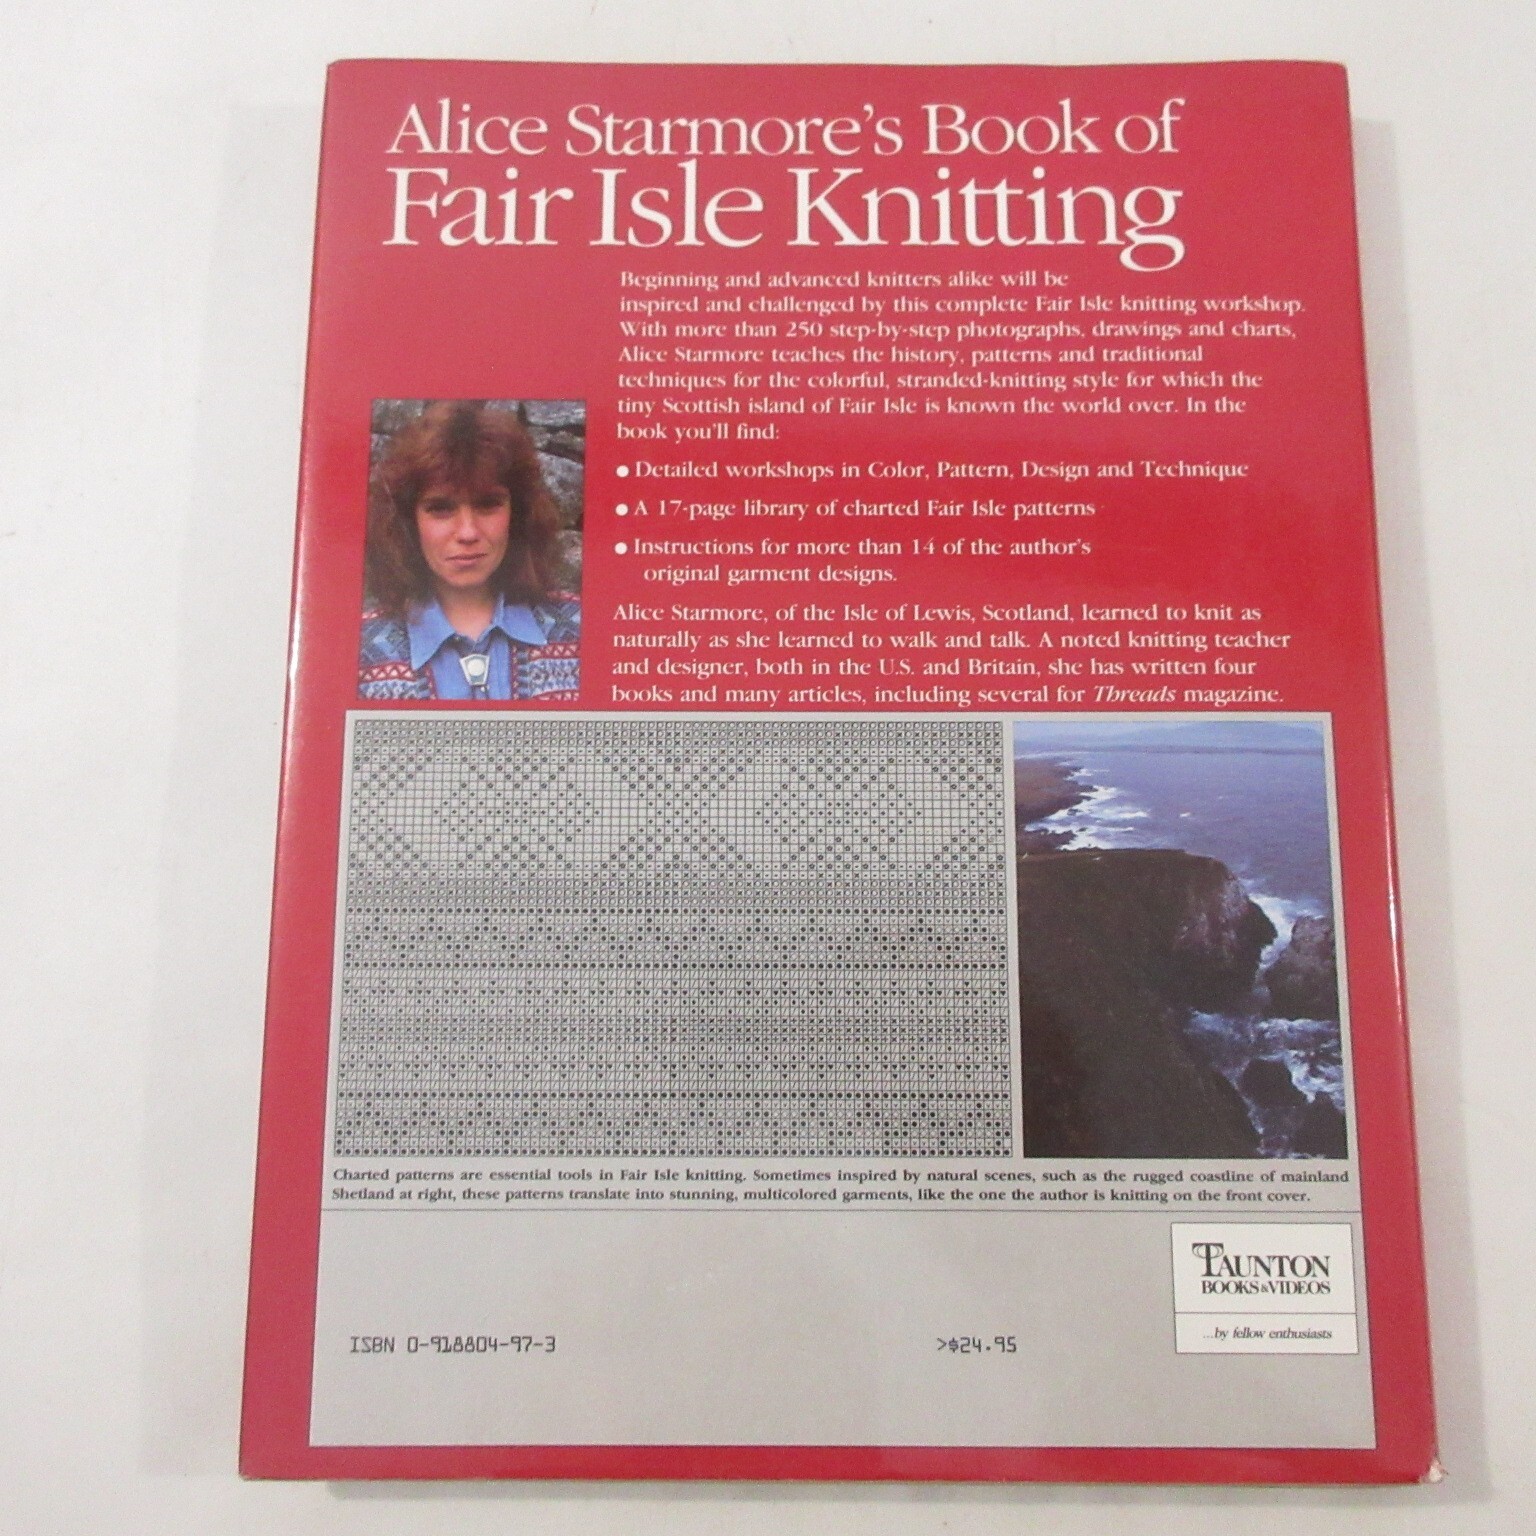 Alice Starmore's Book of
Fair Isle Knitting
Beginning and advanced knitters alike will be
inspired and challenged by this complete Fair Isle knitting workshop.
With more than 250 step-by-step photographs, drawings and charts,
Alice Starmore teaches the history, patterns and traditional
techniques for the colorful, stranded-knitting style for which the
tiny Scottish island of Fair Isle is known the world over. In the
book you'll find:
● Detailed workshops in Color, Pattern, Design and Technique
● A 17-page library of charted Fair Isle patterns
● Instructions for more than 14 of the author's
original garment designs.
Alice Starmore, of the Isle of Lewis, Scotland, learned to knit as
naturally as she learned to walk and talk. A noted knitting teacher
and designer, both in the U.S. and Britain, she has written four
books and many articles, including several for Threads magazine.
Charted patterns are essential tools in Fair Isle knitting. Sometimes inspired by natural scenes, such as the rugged coastline of mainland
Shetland at right, these patterns translate into stunning, multicolored garments, like the one the author is knitting on the front cover.
TAUNTON
BOOKS & VIDEOS
...by fellow enthusiasts
ISBN 0-918804-97-3 >$24.95